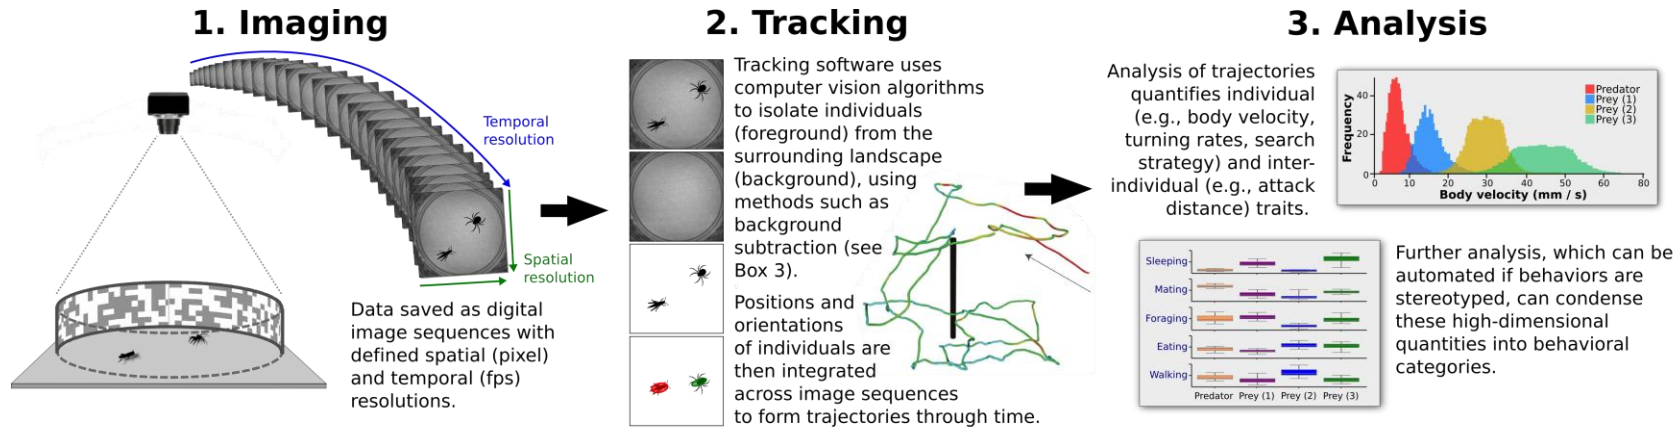 1. Imaging
Temporal
resolution
Spatial
resolution
Data saved as digital
image sequences with
defined spatial (pixel)
and temporal (fps)
resolutions.
2. Tracking
Tracking software uses
computer vision algorithms
to isolate individuals
(foreground) from the
surrounding landscape
(background), using
methods such as
background
subtraction (see
Box 3).
Positions and
orientations
of individuals are
then integrated
across image sequences
to form trajectories through time.
3. Analysis
Analysis of trajectories
quantifies individual
(e.g., body velocity,
turning rates, search
strategy) and inter-
individual (e.g., attack
distance) traits.
Frequency
40
20
0
0 10 20 30 40 50 60 80
Body velocity (mm / s)
Predator
Prey (1)
Prey (2)
Prey (3)
Sleeping
Mating
Foraging
Eating
Walking
Predator Prey (1) Prey (2) Prey (3)
Further analysis, which can be
automated if behaviors are
stereotyped, can condense
these high-dimensional
quantities into behavioral
categories.